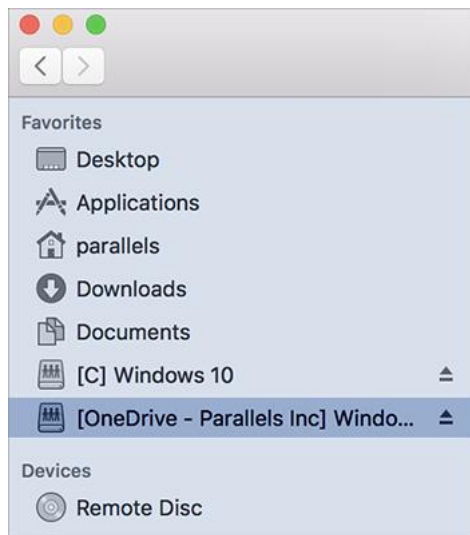 Favorites
Desktop
Applications
parallels
Downloads
Documents
[C] Windows 10
[OneDrive - Parallels Inc] Windo...
Devices
Remote Disc